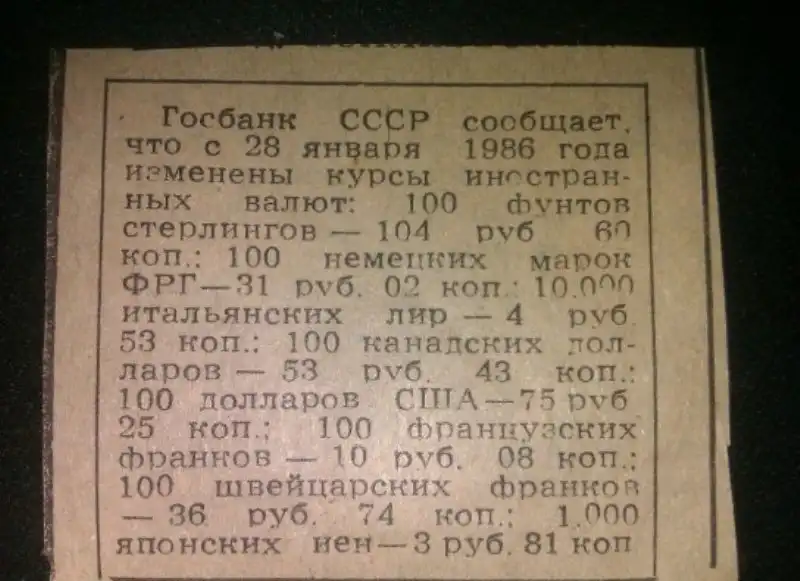 Госбанк СССР сообщает,
что с 28 января 1986 года
изменены курсы иностран-
ных валют: 100 фунтов
стерлингов — 104 руб 60
коп.: 100 немецких марок
ФРГ—31 руб. 02 коп.: 10.000
итальянских лир — 4 руб.
53 коп.: 100 канадских дол-
ларов — 53 руб. 43 коп.:
100 долларов США—75 руб
25 коп.; 100 французских
франков — 10 руб. 08 коп.;
100 швейцарских франков
— 36 руб. 74 коп.: 1.000
японских иен—3 руб. 81 коп